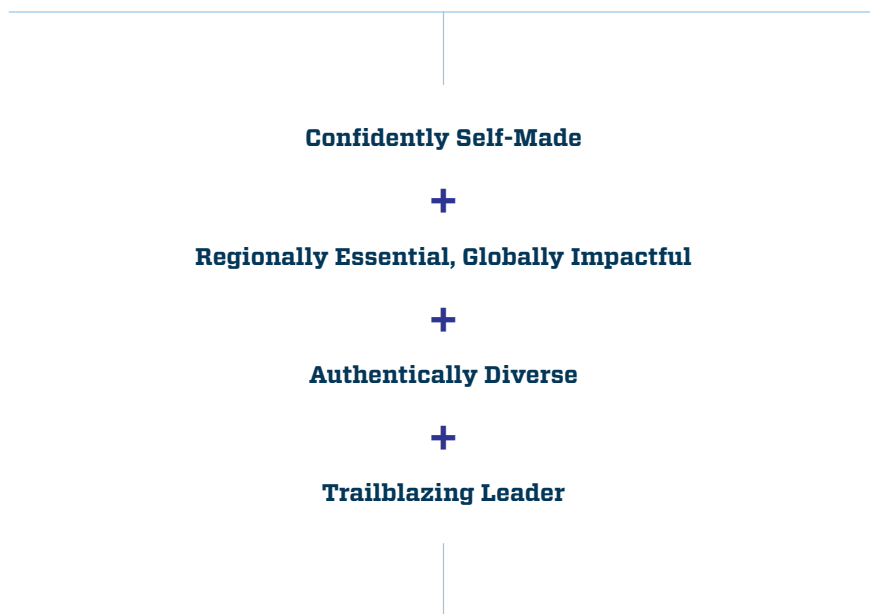 Confidently Self-Made
+
Regionally Essential, Globally Impactful
+
Authentically Diverse
+
Trailblazing Leader